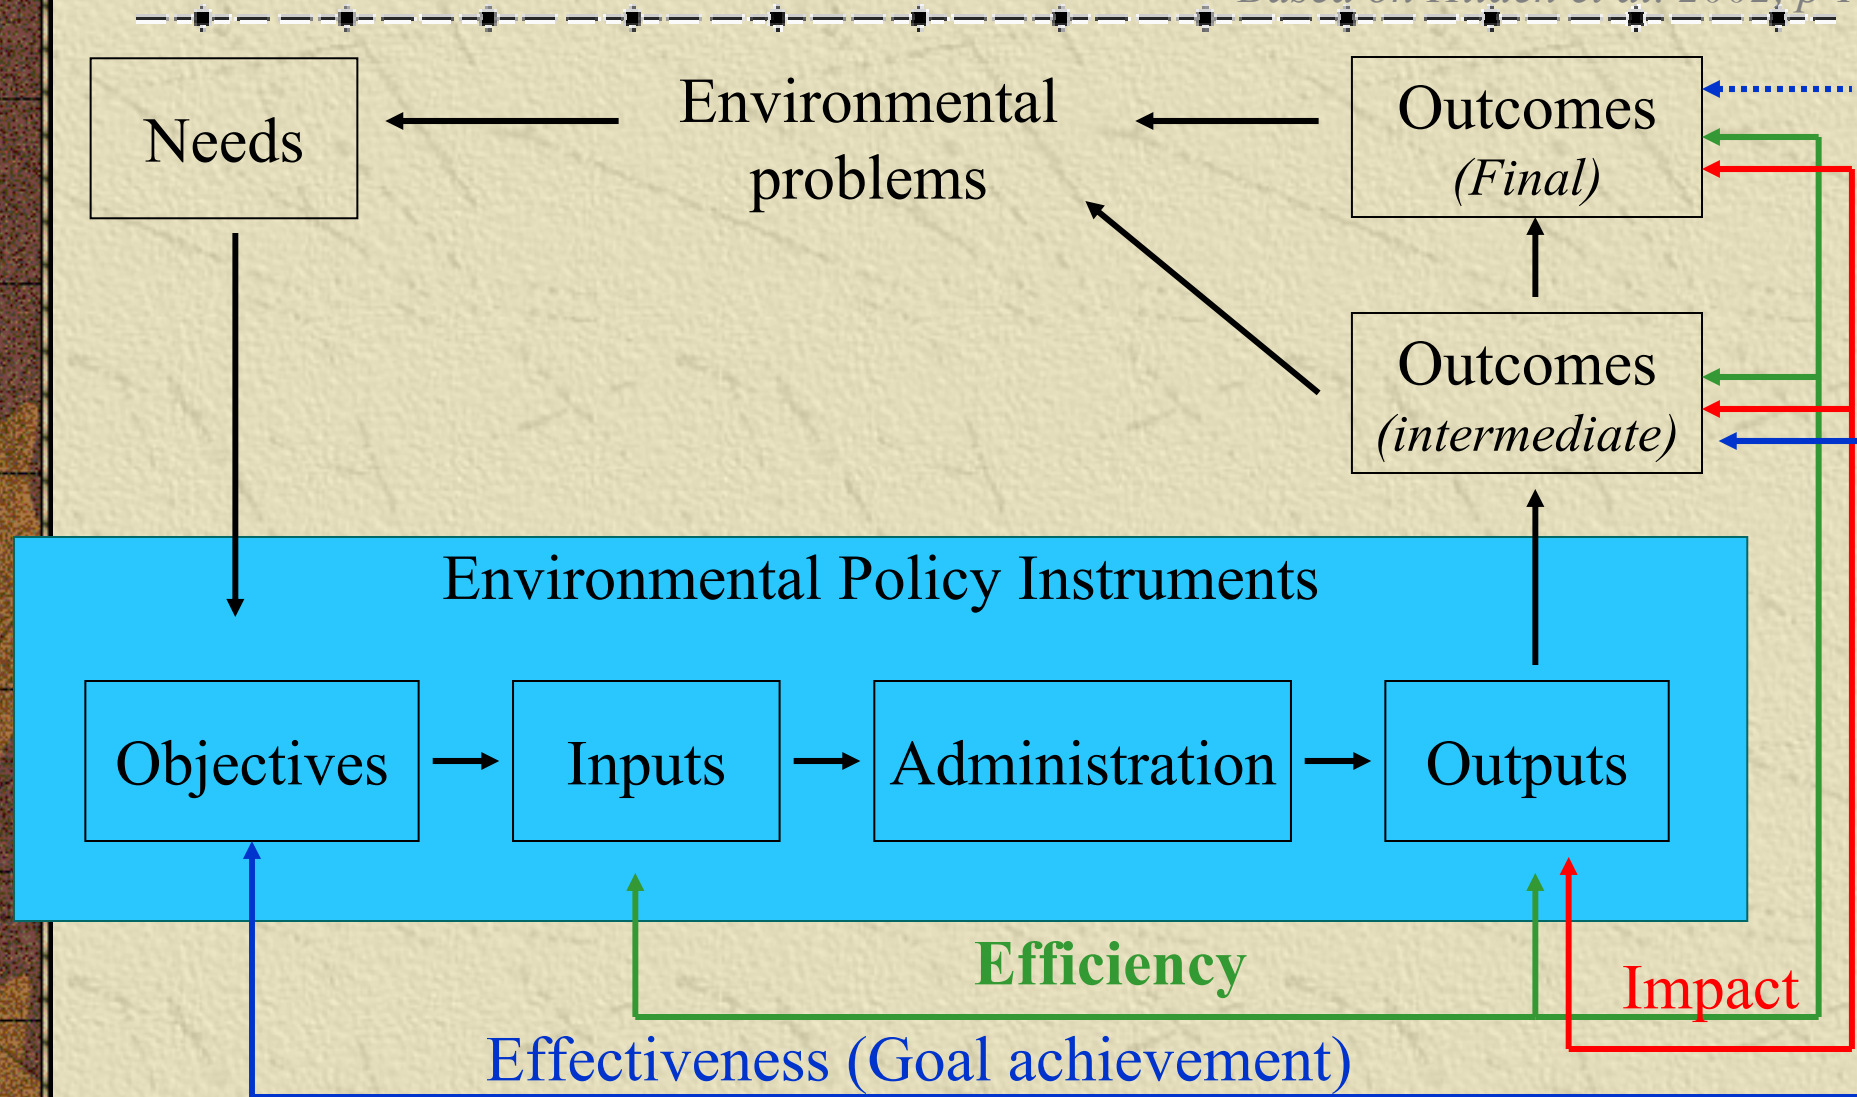 Needs
Environmental
problems
Outcomes
(Final)
Outcomes
(intermediate)
Environmental Policy Instruments
Objectives
Inputs
Administration
Outputs
Efficiency
Impact
Effectiveness (Goal achievement)